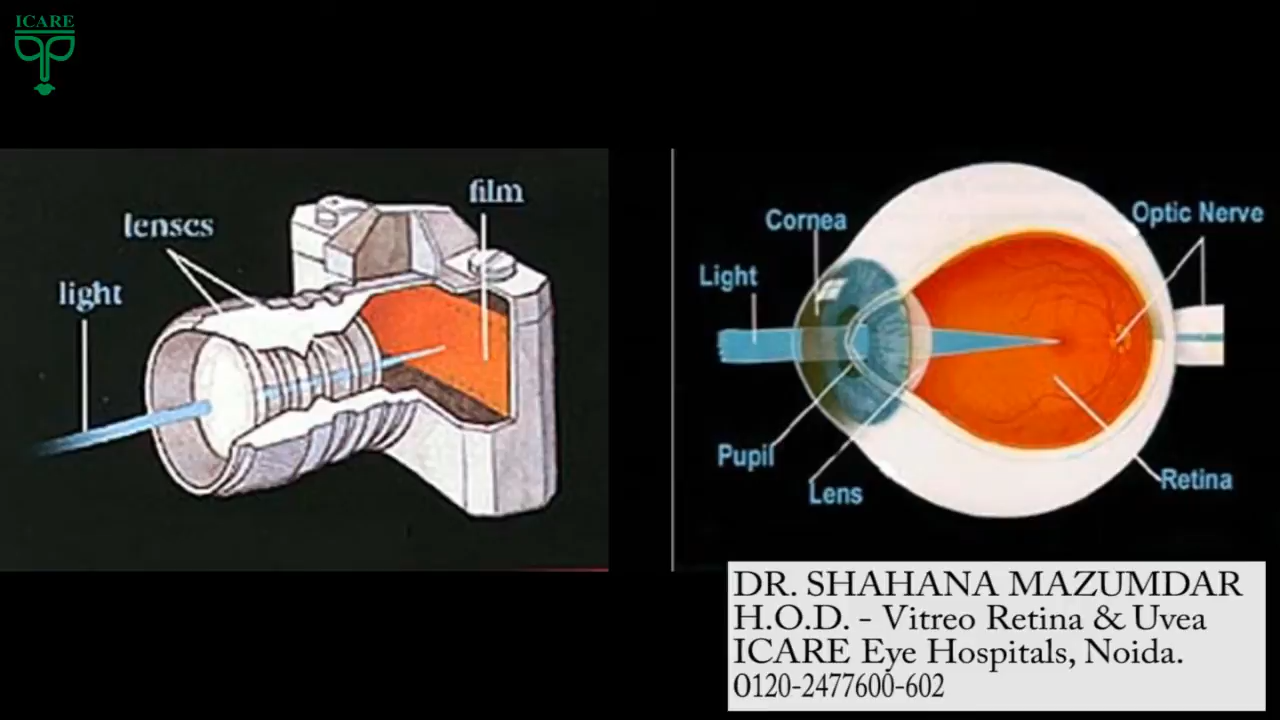 ICARE
film
lenses
light
Cornea
Optic Nerve
Light
Pupil
Lens
Retina
DR. SHAHANA MAZUMDAR
H.O.D. - Vitreo Retina & Uvea
ICARE Eye Hospitals, Noida.
0120-2477600-602